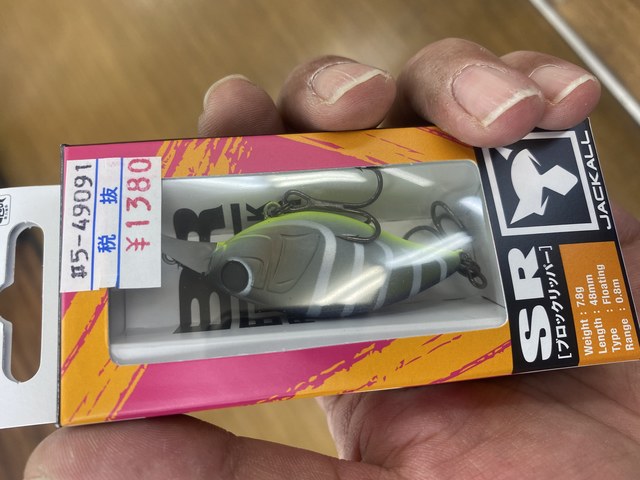 #5-49091
税抜
¥1380
BR
SR
[ブロックリッパー]
JACKALL
Weight : 7.8g
Length : 48mm
Type : Floating
Range : 0.8m